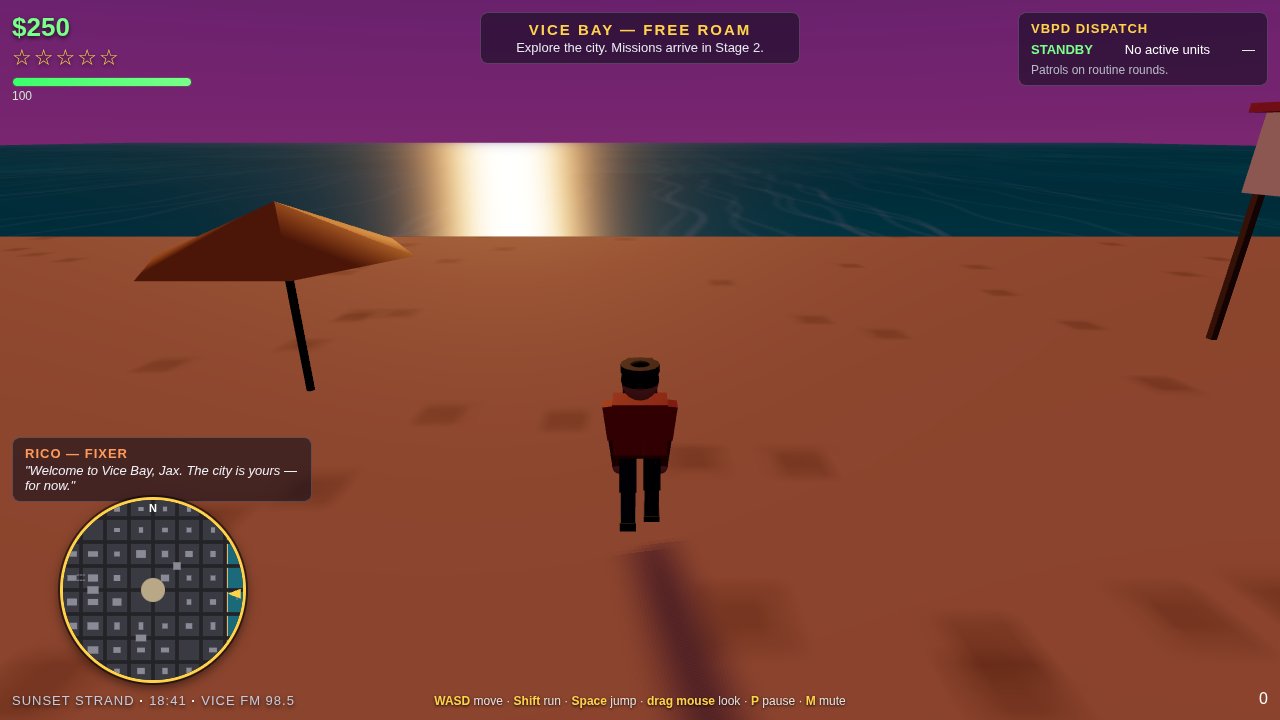 $250
☆☆☆☆☆
100
VICE BAY — FREE ROAM
Explore the city. Missions arrive in Stage 2.
VBPD DISPATCH
STANDBY No active units —
Patrols on routine rounds.
RICO — FIXER
"Welcome to Vice Bay, Jax. The city is yours —
for now."
N
SUNSET STRAND · 18:41 · VICE FM 98.5
WASD move · Shift run · Space jump · drag mouse look · P pause · M mute
0